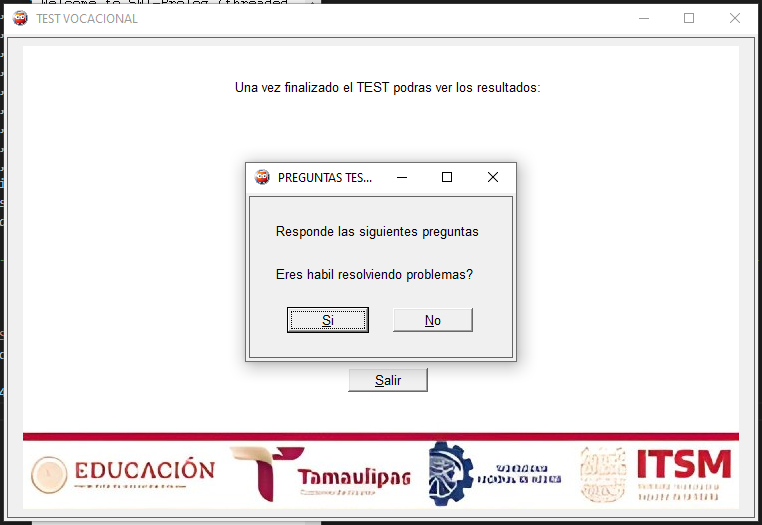 Welcome to SWI-Prolog (threaded,
TEST VOCACIONAL
Una vez finalizado el TEST podras ver los resultados:
PREGUNTAS TES...
Responde las siguientes preguntas
Eres habil resolviendo problemas?
Si
No
Salir
EDUCACIÓN
Tamaulipas
ITSM